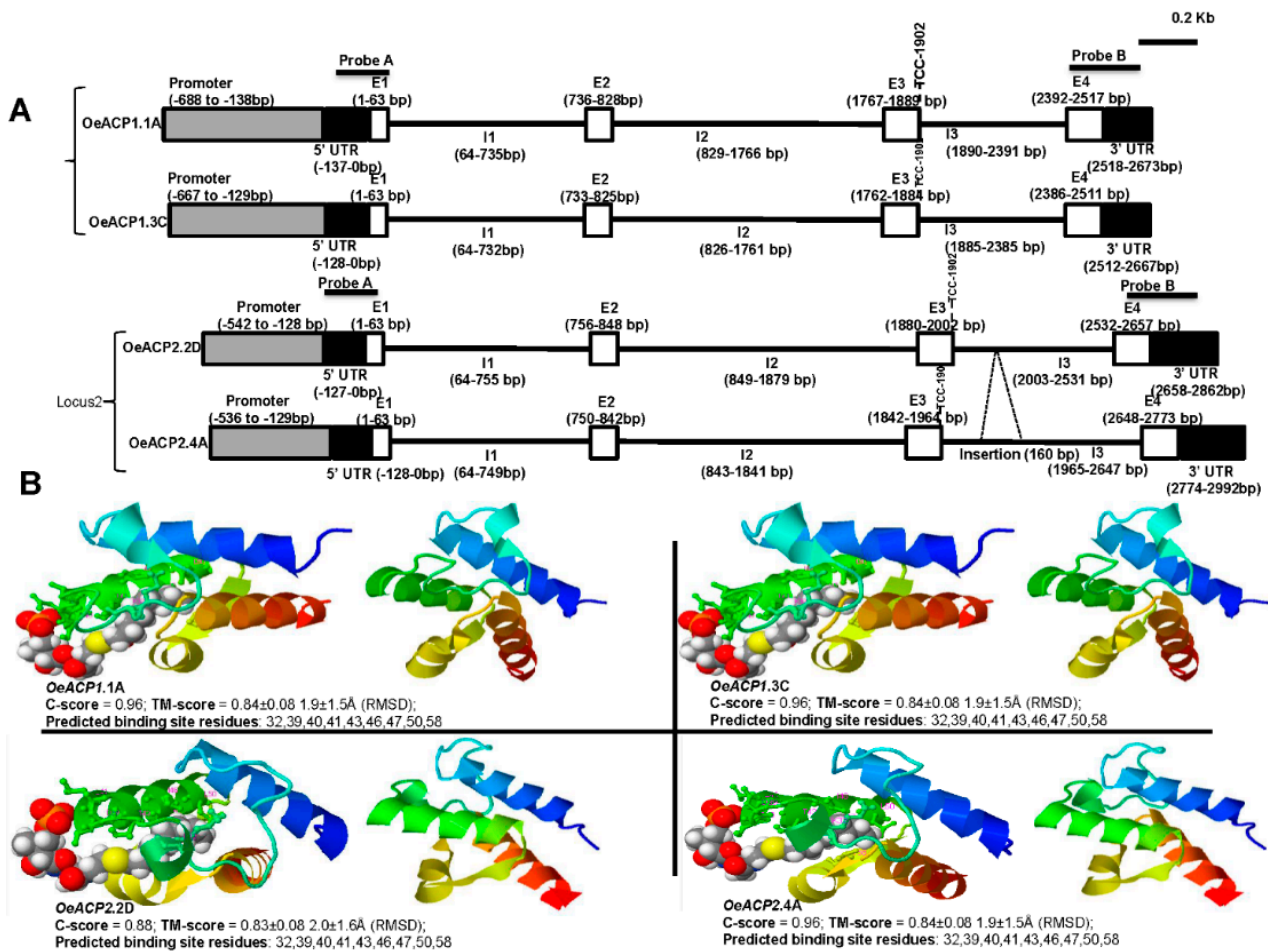 0.2 Kb
A
Probe A
TCC-1902
Probe B
Promoter
(-688 to -138bp)
E1
(1-63 bp)
E2
(736-828bp)
E3
(1767-1889 bp)
E4
(2392-2517 bp)
OeACP1.1A
5' UTR
(-137-0bp)
I1
(64-735bp)
I2
(829-1766 bp)
I3
(1890-2391 bp)
3' UTR
(2518-2673bp)
TCC-1902
Promoter
(-667 to -129bp)
E1
(1-63 bp)
E2
(733-825bp)
E3
(1762-1884 bp)
E4
(2386-2511 bp)
OeACP1.3C
5' UTR
(-128-0bp)
I1
(64-732bp)
I2
(826-1761 bp)
I3
(1885-2385 bp)
3' UTR
(2512-2667bp)
Probe A
TCC-1902
Probe B
Promoter
(-542 to -128 bp)
E1
(1-63 bp)
E2
(756-848 bp)
E3
(1880-2002 bp)
E4
(2532-2657 bp)
OeACP2.2D
5' UTR
(-127-0bp)
I1
(64-755 bp)
I2
(849-1879 bp)
I3
(2003-2531 bp)
3' UTR
(2658-2862bp)
Locus2
TCC-190
Promoter
(-536 to -129bp)
E1
(1-63 bp)
E2
(750-842bp)
E3
(1842-1964 bp)
E4
(2648-2773 bp)
OeACP2.4A
5' UTR (-128-0bp)
I1
(64-749bp)
I2
(843-1841 bp)
Insertion (160 bp)
I3
(1965-2647 bp)
3' UTR
(2774-2992bp)
B
OeACP1.1A
C-score = 0.96; TM-score = 0.84±0.08 1.9±1.5Å (RMSD);
Predicted binding site residues: 32,39,40,41,43,46,47,50,58
OeACP1.3C
C-score = 0.96; TM-score = 0.84±0.08 1.9±1.5Å (RMSD);
Predicted binding site residues: 32,39,40,41,43,46,47,50,58
OeACP2.2D
C-score = 0.88; TM-score = 0.83±0.08 2.0±1.6Å (RMSD);
Predicted binding site residues: 32,39,40,41,43,46,47,50,58
OeACP2.4A
C-score = 0.96; TM-score = 0.84±0.08 1.9±1.5Å (RMSD);
Predicted binding site residues: 32,39,40,41,43,46,47,50,58